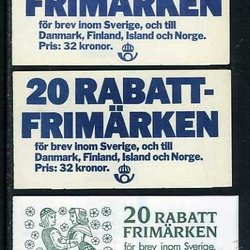 FRIMÄRKEN
för brev inom Sverige, och till
Danmark, Finland, Island och Norge.
Pris: 32 kronor.
20 RABATT-
FRIMÄRKEN
för brev inom Sverige, och till
Danmark, Finland, Island och Norge.
Pris: 32 kronor.
20 RABATT
FRIMÄRKEN
för brev inom Sverige,